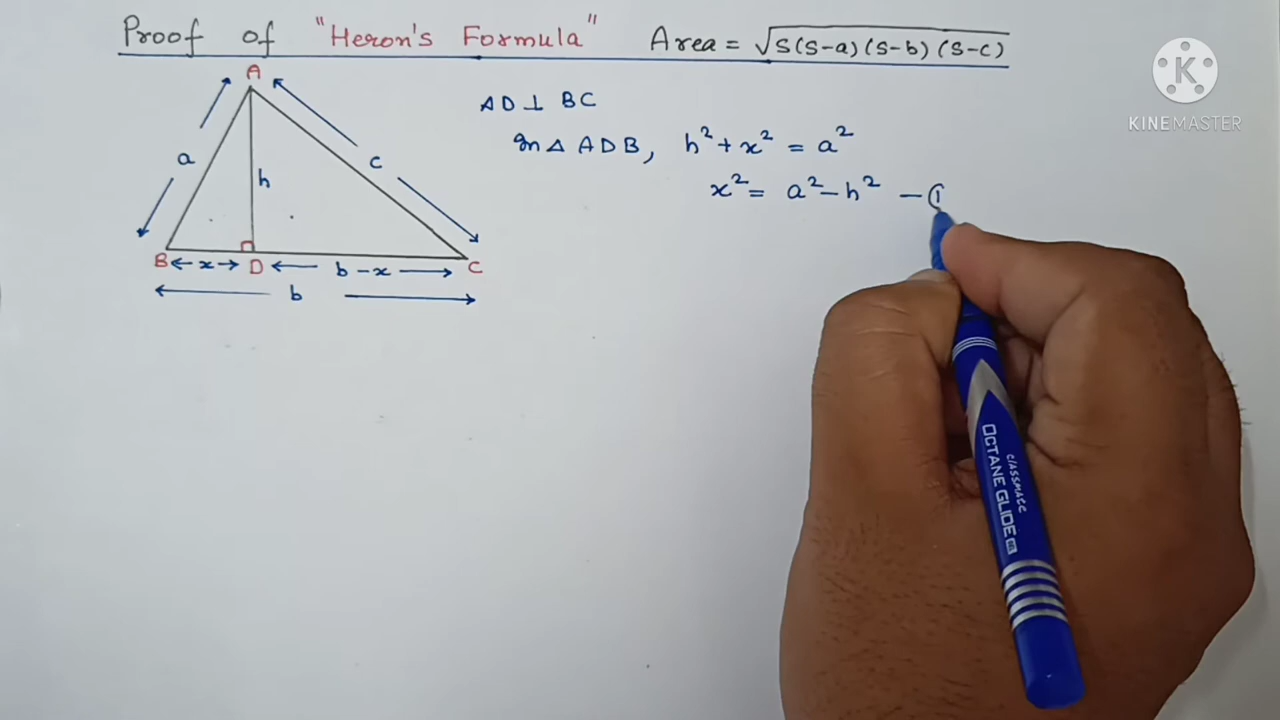 Proof of "Heron's Formula" Area = √S(S-a)(S-b)(S-c)
A
a
c
h
B
x
D
b-x
C
b
AD⊥BC
In△ADB, h²+x² = a²
x² = a²-h² -①
K
KINEMASTER
classmate
OCTANE GLIDE